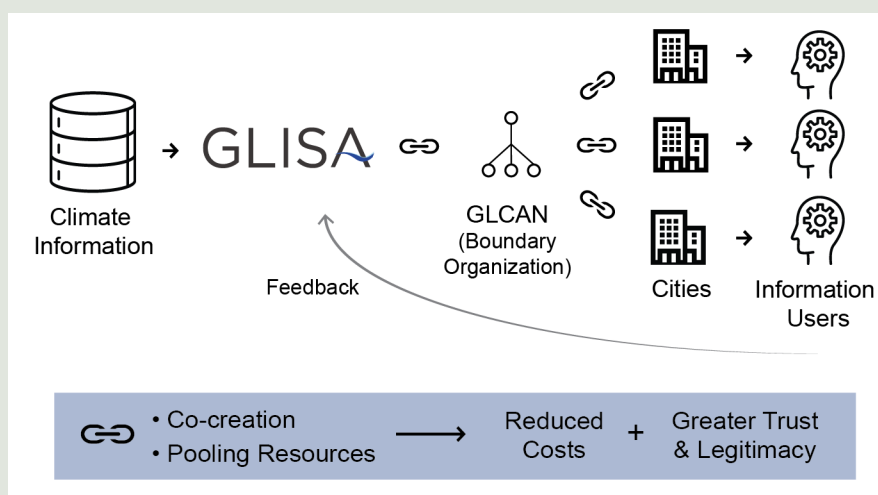 Climate
Information
GLISA
GLCAN
(Boundary
Organization)
Feedback
Cities
Information
Users
• Co-creation
• Pooling Resources
Reduced
Costs
+
Greater Trust
& Legitimacy